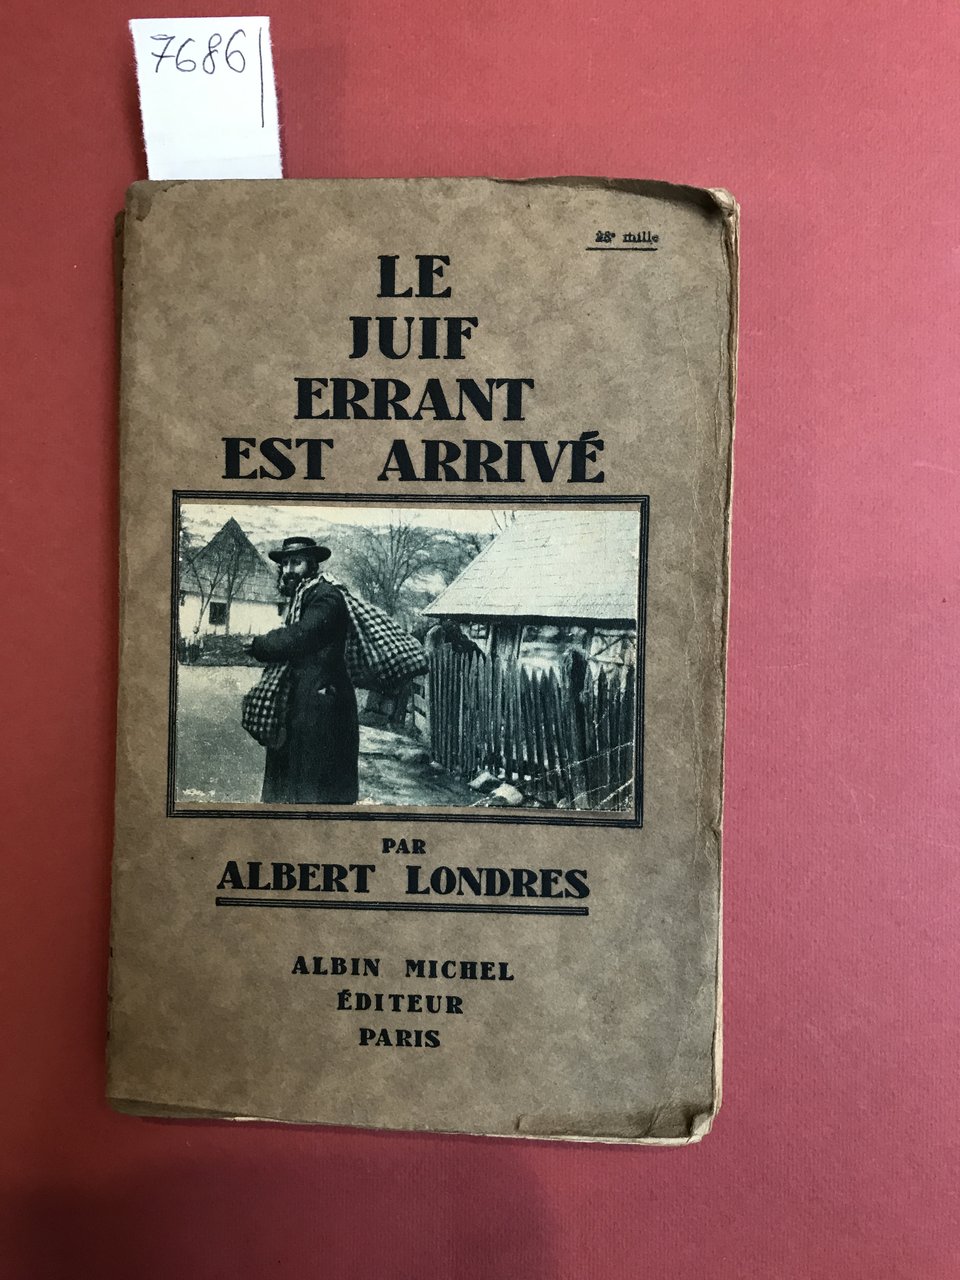 7686
28ᵉ mille
LE
JUIF
ERRANT
EST ARRIVÉ
PAR
ALBERT LONDRES
ALBIN MICHEL
ÉDITEUR
PARIS